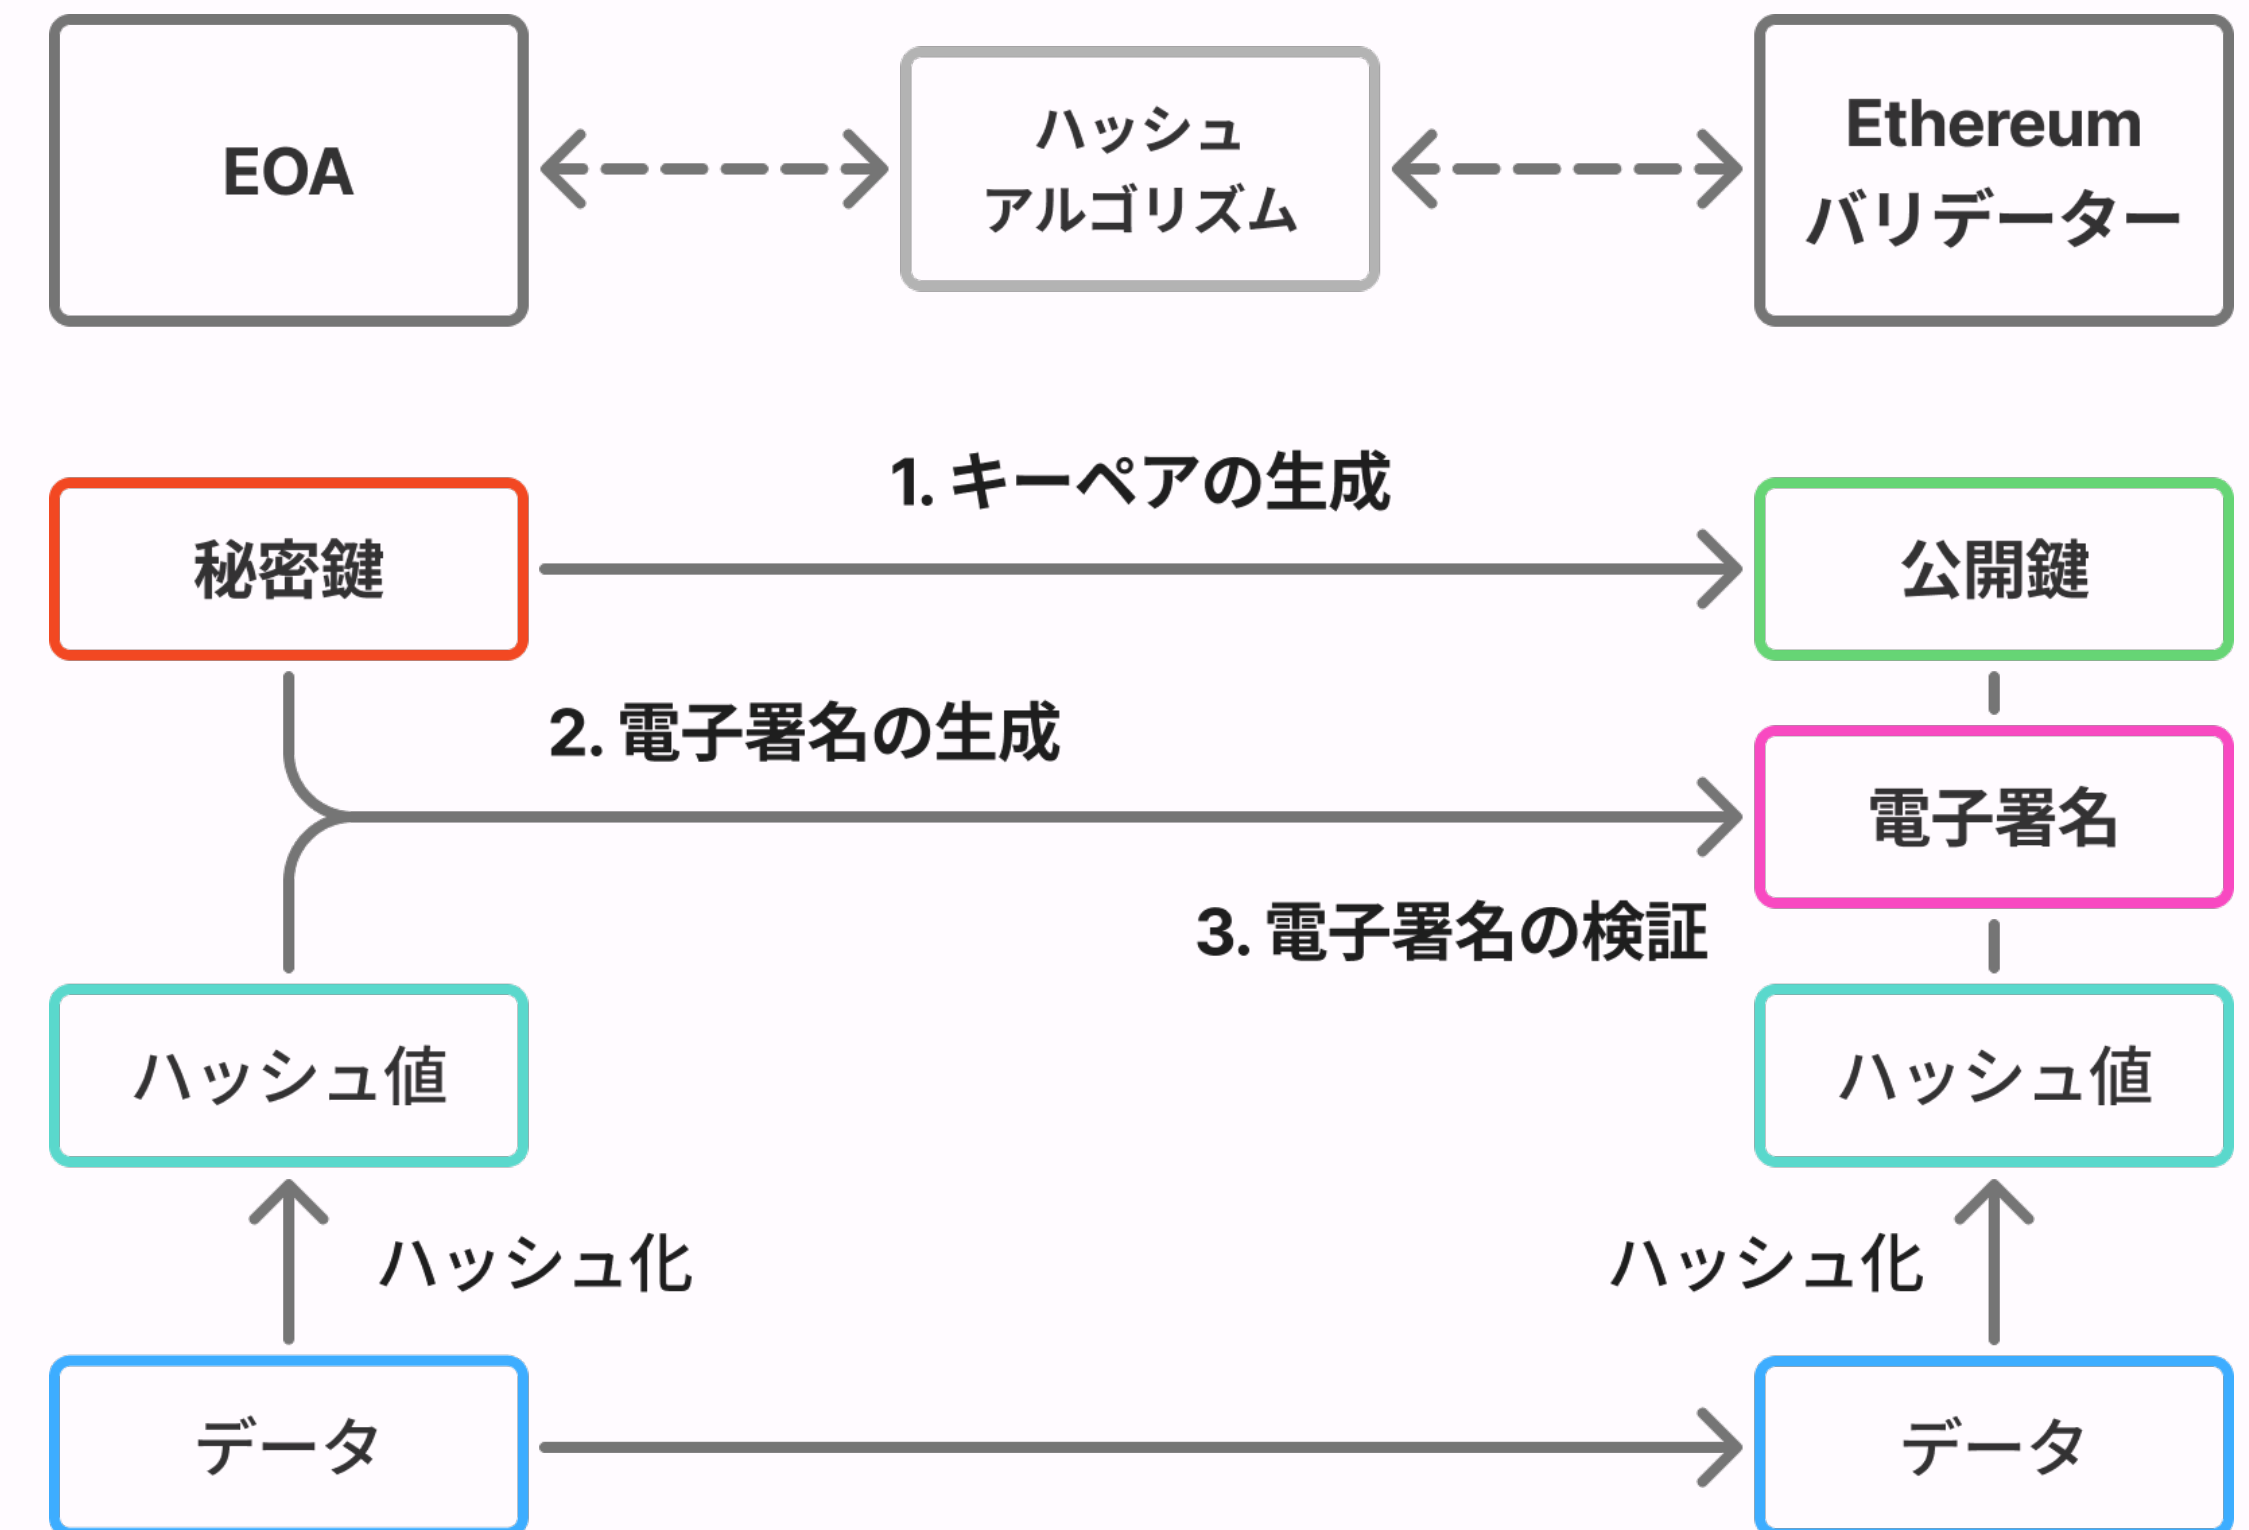 EOA
ハッシュ
アルゴリズム
Ethereum
バリデーター
1. キーペアの生成
秘密鍵
公開鍵
2. 電子署名の生成
電子署名
3. 電子署名の検証
ハッシュ値
ハッシュ値
ハッシュ化
ハッシュ化
データ
データ